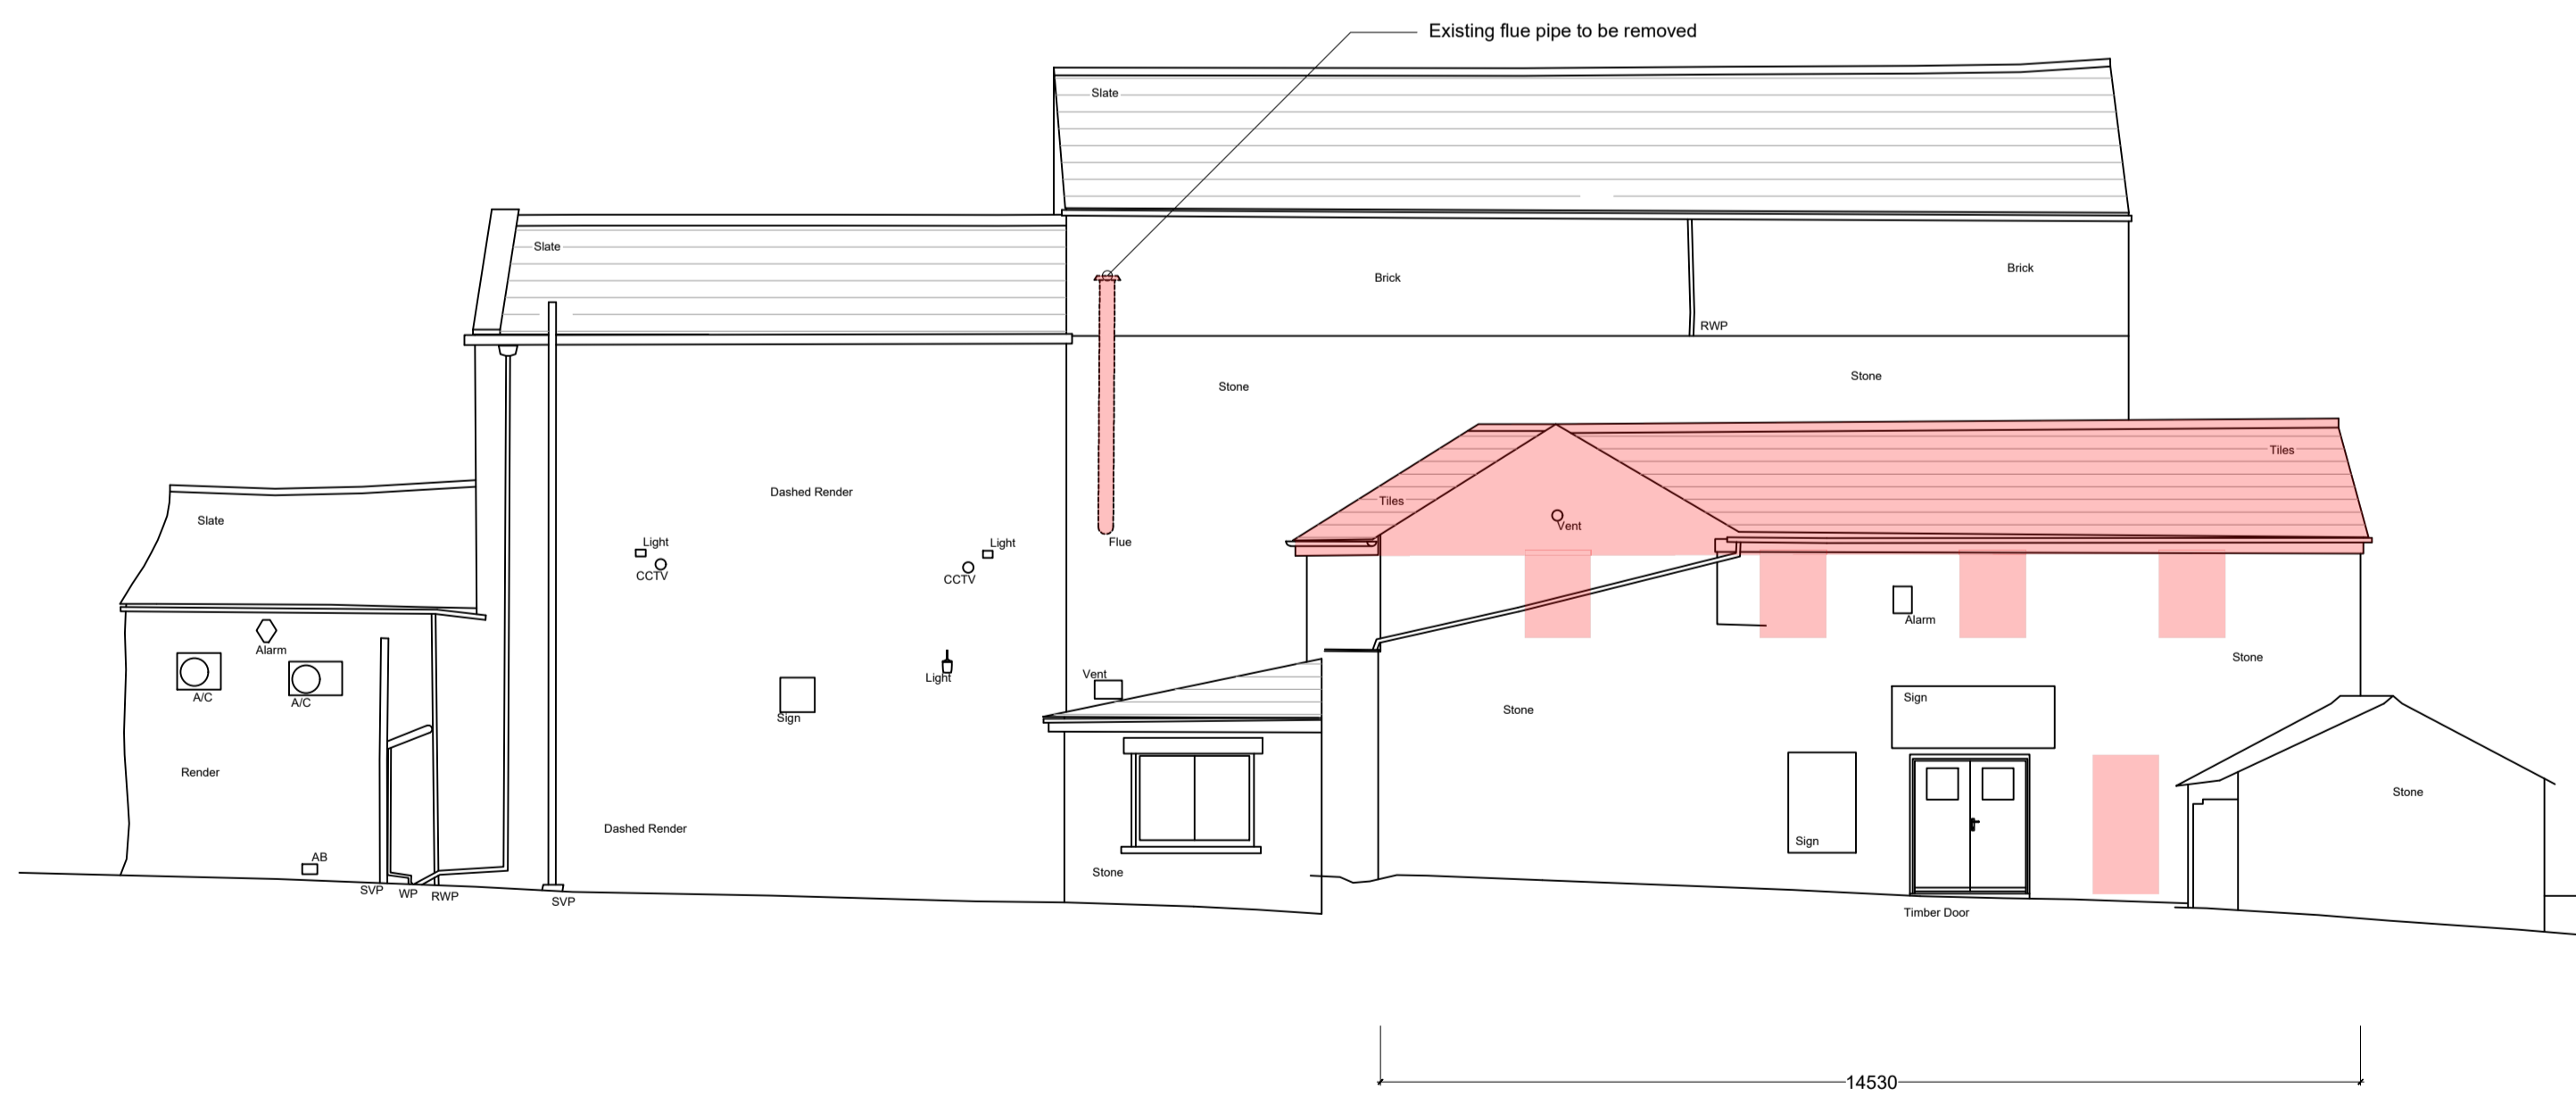 Existing flue pipe to be removed
Slate
Slate
Brick
Brick
RWP
Stone
Stone
Tiles
Tiles
Vent
Dashed Render
Slate
Light
CCTV
Light
CCTV
Flue
Alarm
Alarm
A/C
A/C
Light
Vent
Sign
Stone
Stone
Sign
Render
Dashed Render
Sign
Stone
AB
Stone
SVP
WP
RWP
SVP
Timber Door
14530